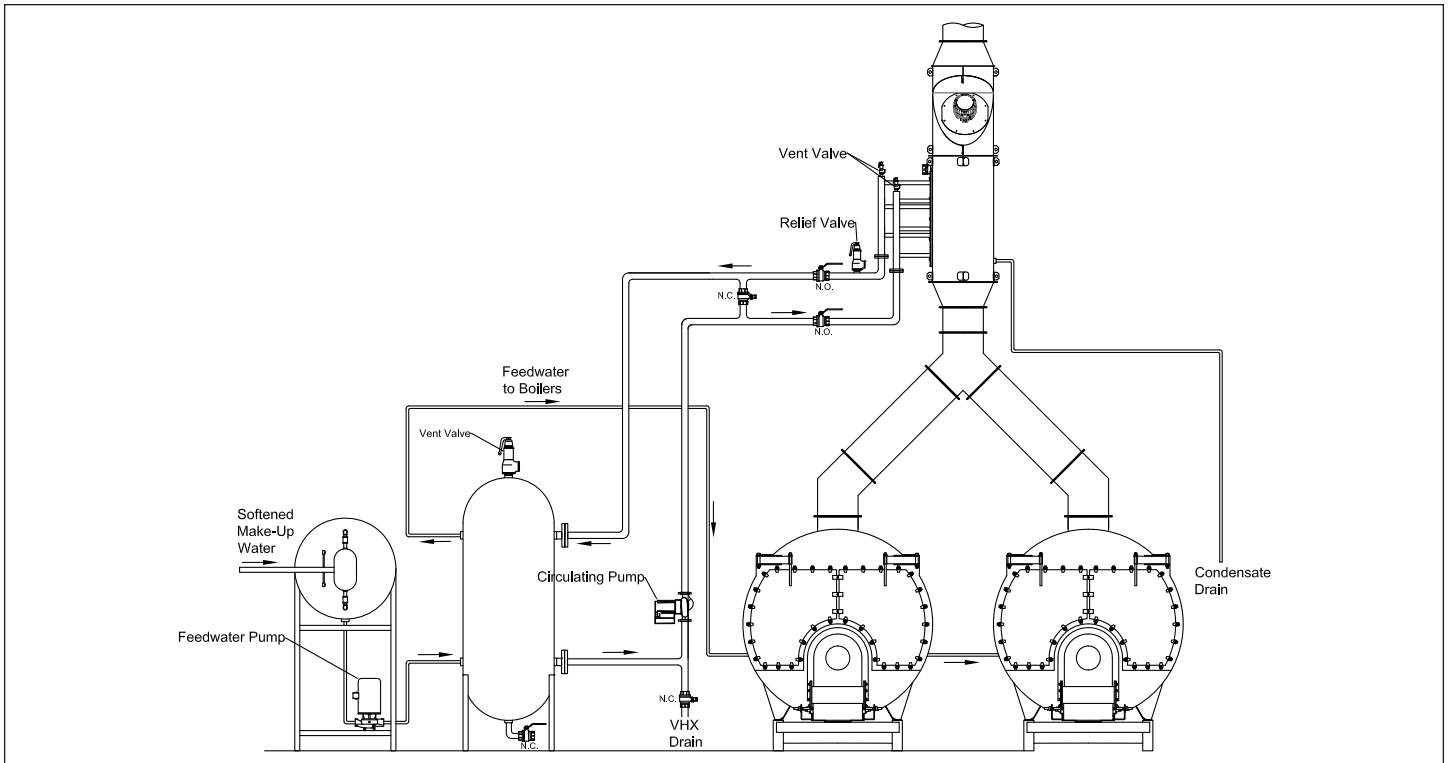 Vent Valve
Relief Valve
N.O.
N.C.
N.O.
Feedwater
to Boilers
Vent Valve
Softened
Make-Up
Water
Circulating Pump
Condensate
Drain
Feedwater Pump
N.C.
VHX
Drain
N.C.